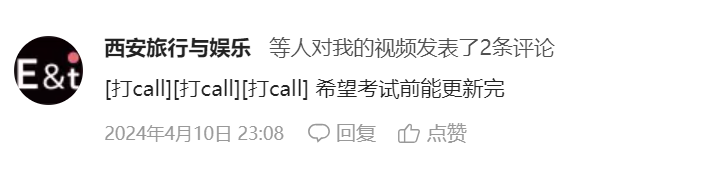 E&t
西安旅行与娱乐 等人对我的视频发表了2条评论
[打call][打call][打call] 希望考试前能更新完
2024年4月10日 23:08 回复 点赞